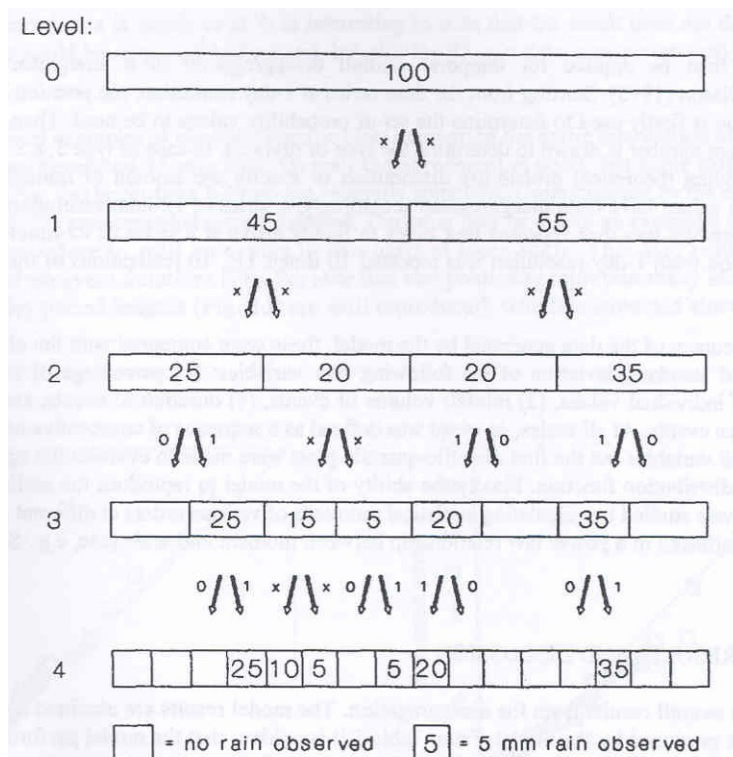 Level:
0 100
x x
1 45 55
x x x x
2 25 20 20 35
0 1 x x 1 0 1 0
3 25 15 5 20 35
0 1 x x 0 1 1 0 0 1
4 25 10 5 5 20 35
= no rain observed 5 = 5 mm rain observed